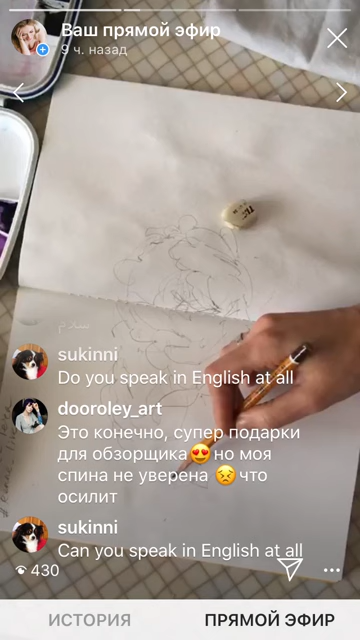 Ваш прямой эфир
9 ч. назад
سلام
sukinni
Do you speak in English at all
dooroley_art
Это конечно, супер подарки
для обзорщика😍но моя
спина не уверена 😣что
осилит
sukinni
Can you speak in English at all
430
ИСТОРИЯ
ПРЯМОЙ ЭФИР